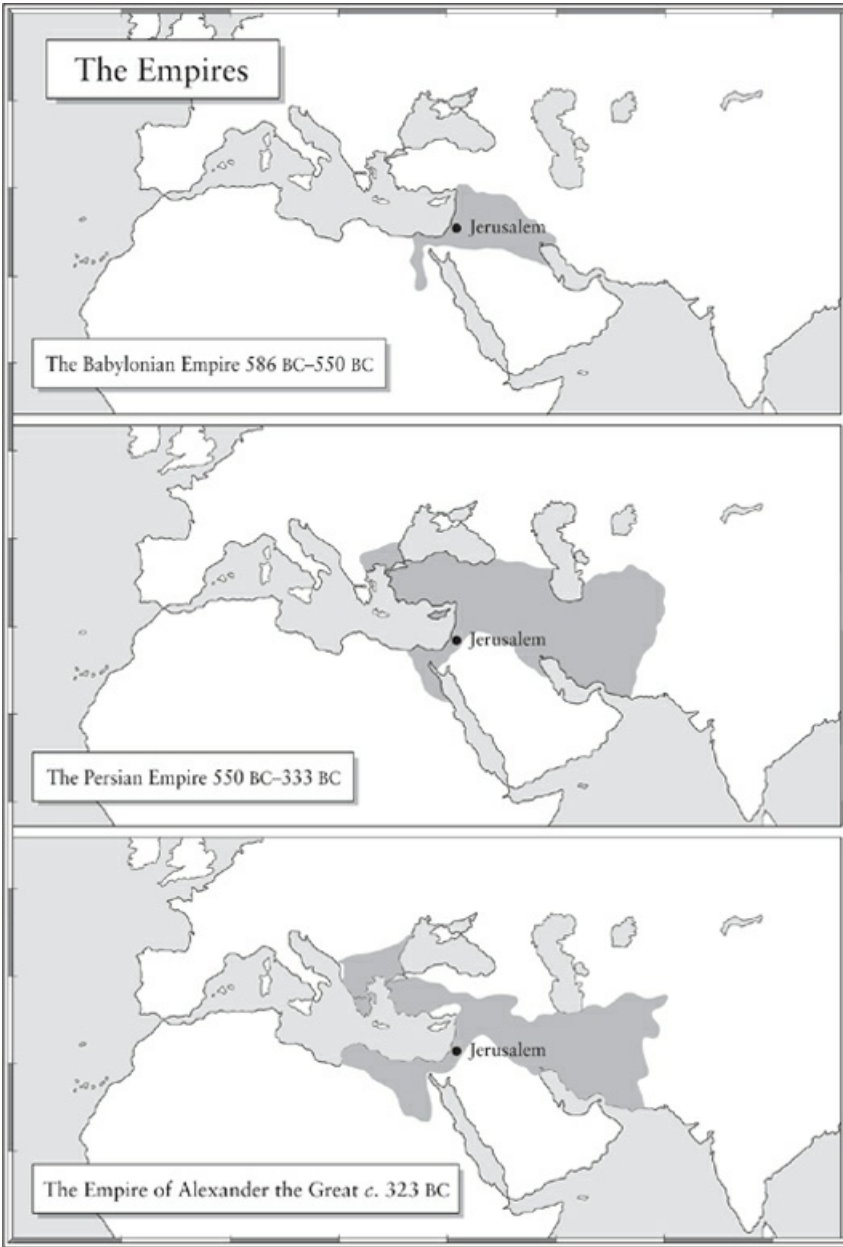 The Empires
Jerusalem
The Babylonian Empire 586 BC–550 BC
Jerusalem
The Persian Empire 550 BC–333 BC
Jerusalem
The Empire of Alexander the Great c. 323 BC